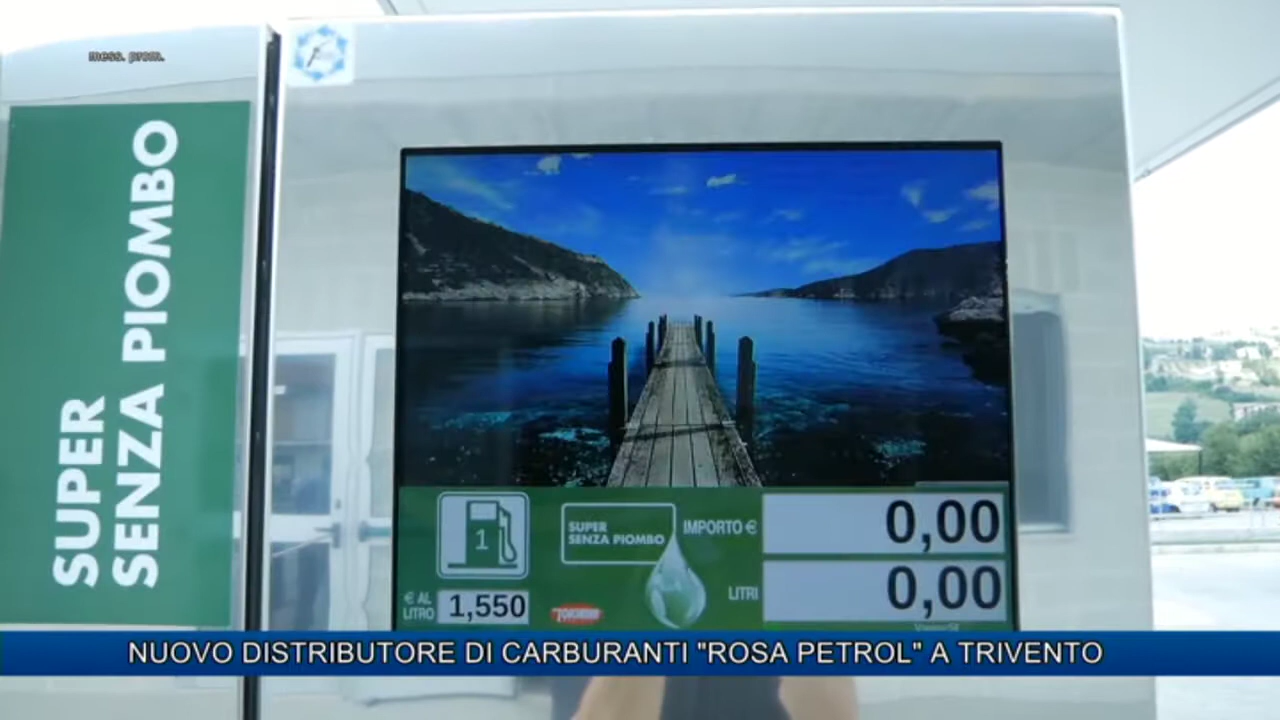 mess. prom.
SUPER
SENZA PIOMBO
1
SUPER
SENZA PIOMBO
IMPORTO €
0,00
LITRI
0,00
€ AL
LITRO
1,550
NUOVO DISTRIBUTORE DI CARBURANTI "ROSA PETROL" A TRIVENTO